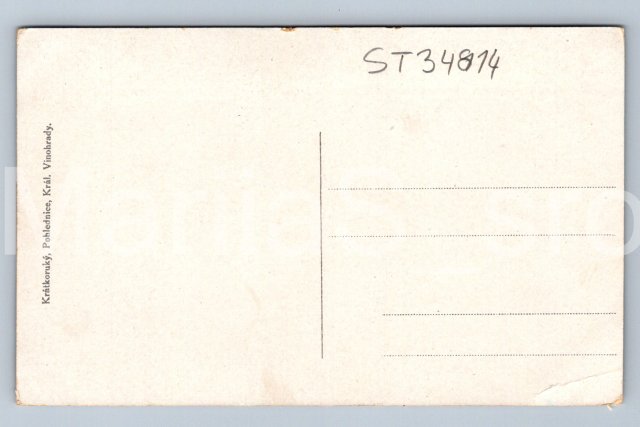 ST34814
Krátkoruký, Pohlednice, Král. Vinohrady.